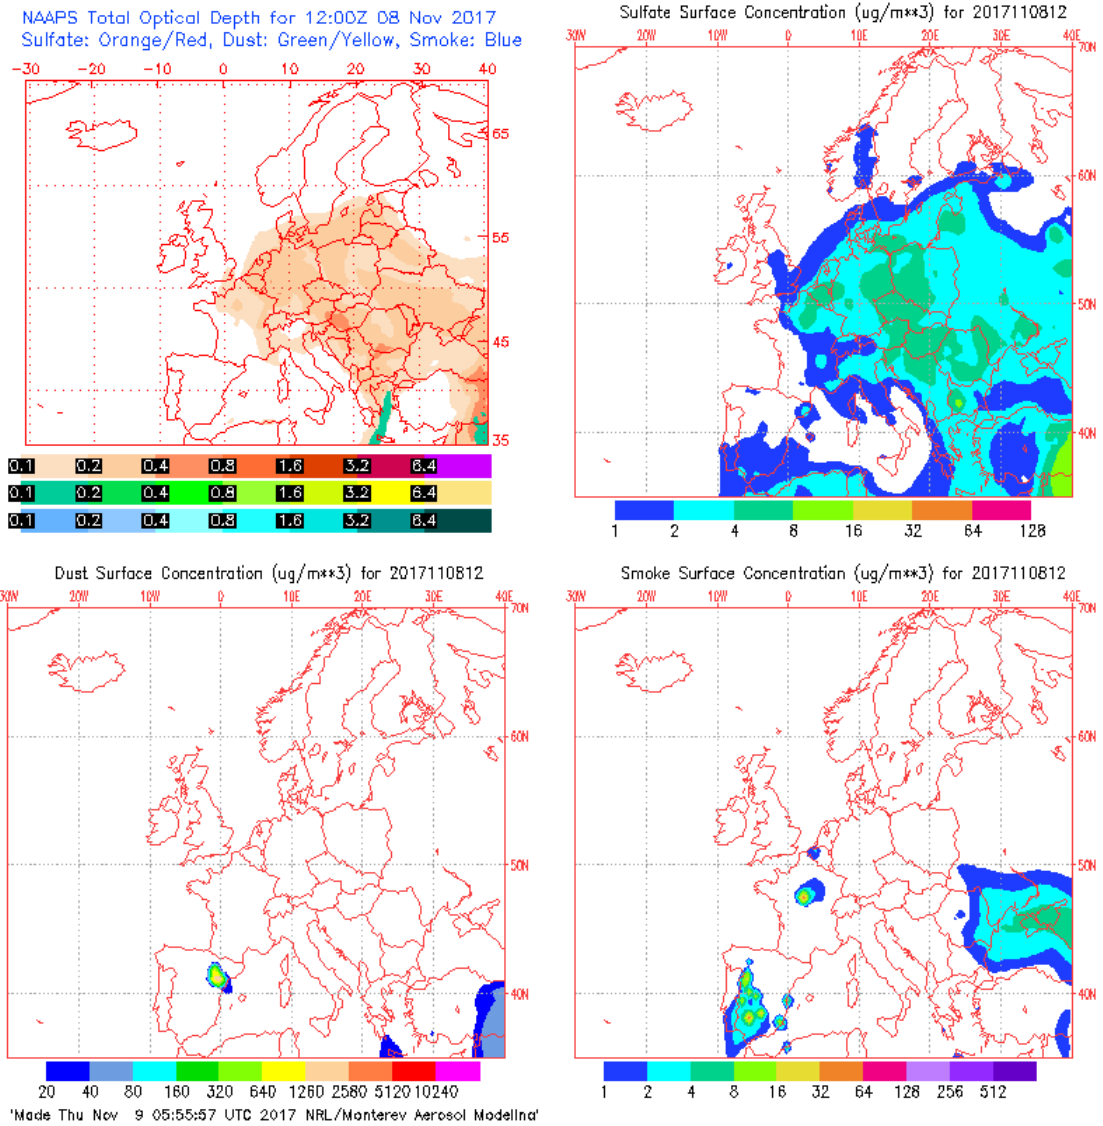 NAAPS Total Optical Depth for 12:00Z 08 Nov 2017
Sulfate: Orange/Red, Dust: Green/Yellow, Smoke: Blue
-30 -20 -10 0 10 20 30 40
65
55
45
35
0.1 0.2 0.4 0.8 1.6 3.2 6.4
0.1 0.2 0.4 0.8 1.6 3.2 6.4
0.1 0.2 0.4 0.8 1.6 3.2 6.4
Sulfate Surface Concentration (ug/m**3) for 2017110812
30W 20W 10W 0 10E 20E 30E 40E
70N
60N
50N
40N
1 2 4 8 16 32 64 128
Dust Surface Concentration (ug/m**3) for 2017110812
30W 20W 10W 0 10E 20E 30E 40E
70N
60N
50N
40N
20 40 80 160 320 640 1260 2580 5120 10240
'Made Thu Nov 9 05:55:57 UTC 2017 NRL/Monterey Aerosol Modeling'
Smoke Surface Concentration (ug/m**3) for 2017110812
30W 20W 10W 0 10E 20E 30E 40E
70N
60N
50N
40N
1 2 4 8 16 32 64 128 256 512